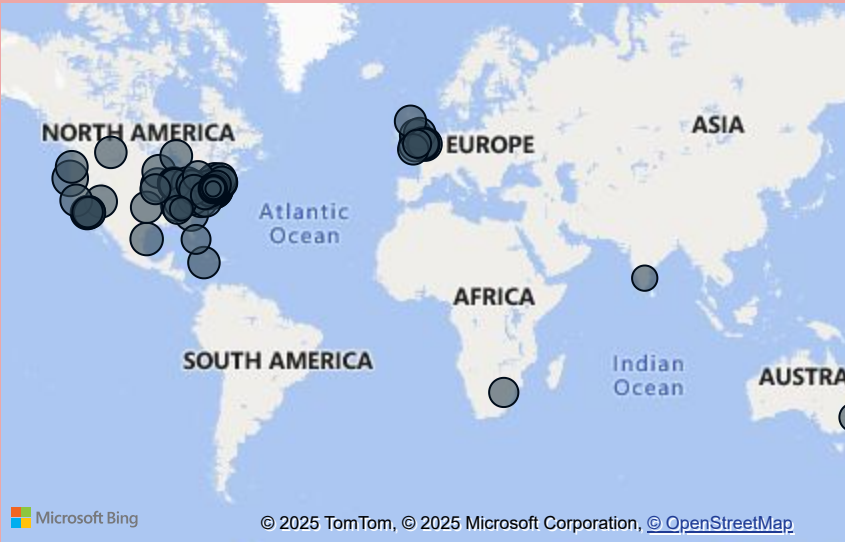 NORTH AMERICA
EUROPE
ASIA
Atlantic
Ocean
AFRICA
SOUTH AMERICA
Indian
Ocean
AUSTRA
Microsoft Bing
© 2025 TomTom, © 2025 Microsoft Corporation, © OpenStreetMap